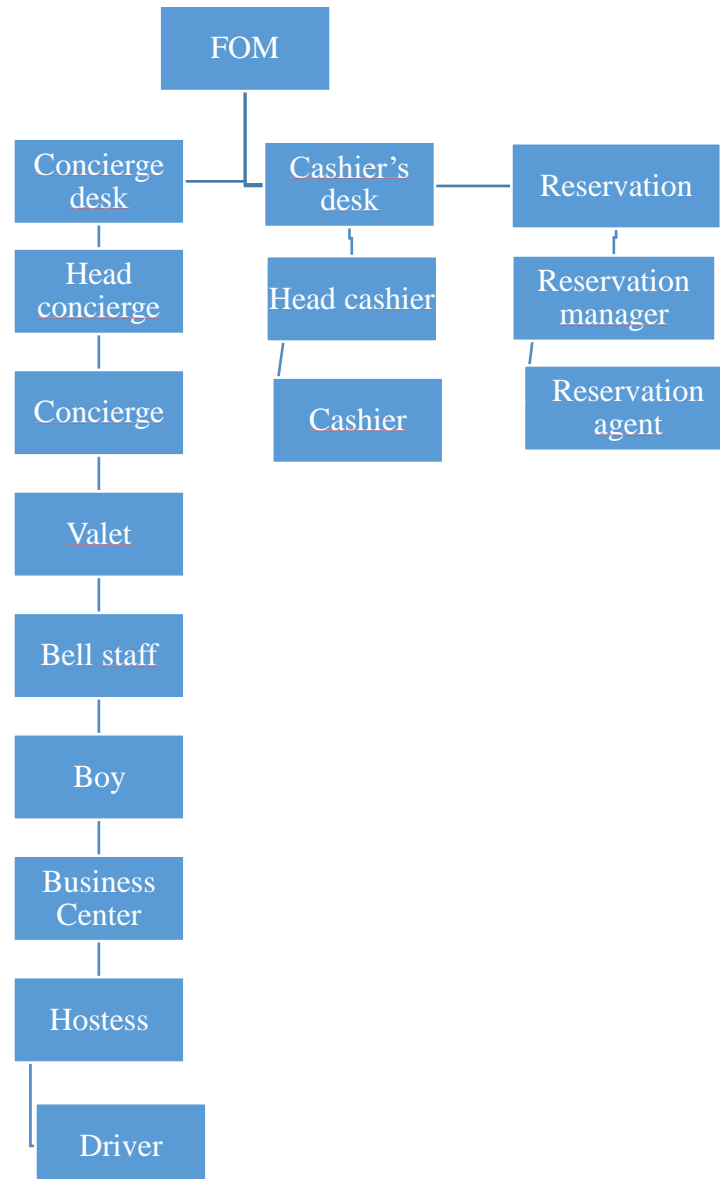 FOM
Concierge
desk
Cashier's
desk
Reservation
Head
concierge
Head cashier
Reservation
manager
Concierge
Cashier
Reservation
agent
Valet
Bell staff
Boy
Business
Center
Hostess
Driver